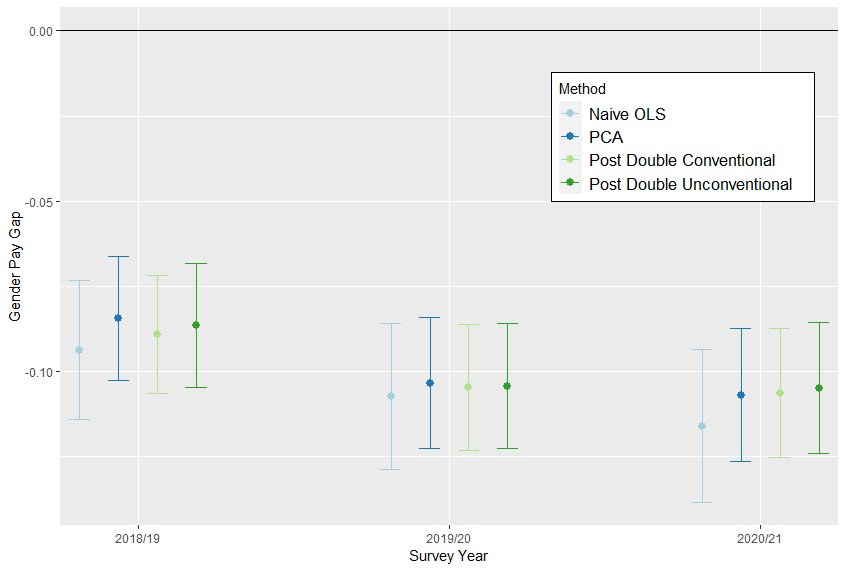 0.00
Method
Naive OLS
PCA
Post Double Conventional
Post Double Unconventional
-0.05
Gender Pay Gap
-0.10
2018/19 2019/20 2020/21
Survey Year